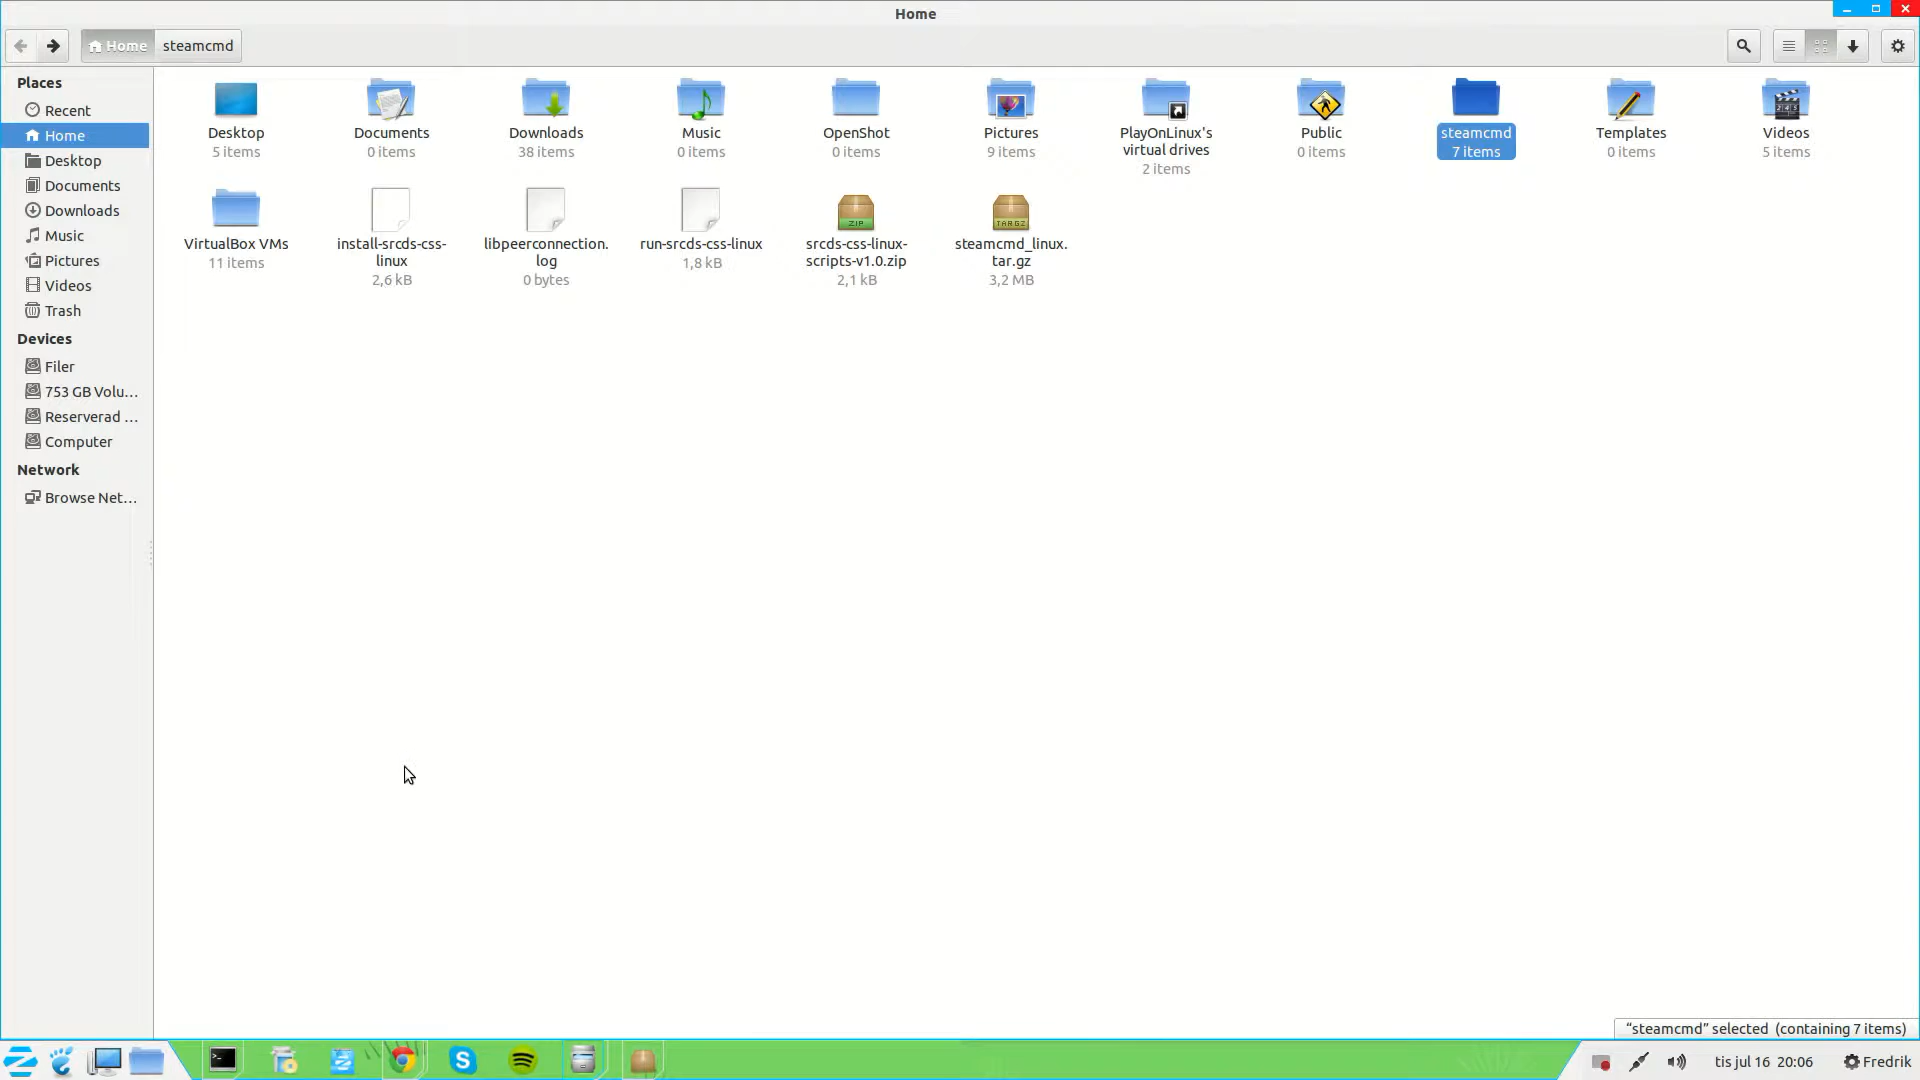 Home
Home
steamcmd
Places
Recent
Home
Desktop
Documents
Downloads
Music
Pictures
Videos
Trash
Devices
Filer
753 GB Volu...
Reserverad ...
Computer
Network
Browse Net...
Desktop
5 items
Documents
0 items
Downloads
38 items
Music
0 items
OpenShot
0 items
Pictures
9 items
PlayOnLinux's
virtual drives
2 items
Public
0 items
steamcmd
7 items
Templates
0 items
Videos
5 items
VirtualBox VMs
11 items
install-srcds-css-
linux
2,6 kB
libpeerconnection.
log
0 bytes
run-srcds-css-linux
1,8 kB
ZIP
srcds-css-linux-
scripts-v1.0.zip
2,1 kB
TARGZ
steamcmd_linux.
tar.gz
3,2 MB
“steamcmd” selected (containing 7 items)
tis jul 16 20:06
Fredrik